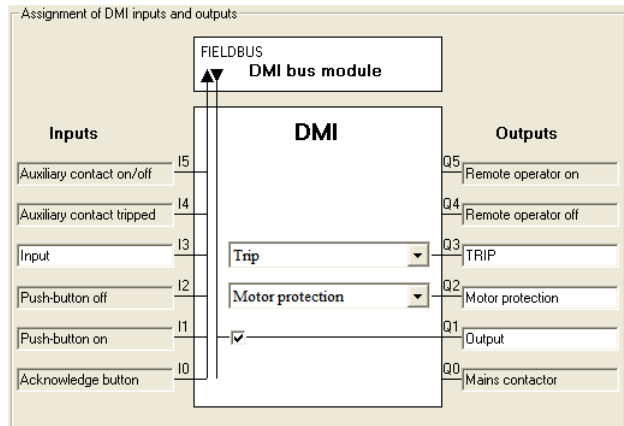 Assignment of DMI inputs and outputs
FIELDBUS
DMI bus module
Inputs
DMI
Outputs
I5
Auxiliary contact on/off
Q5
Remote operator on
I4
Auxiliary contact tripped
Q4
Remote operator off
I3
Input
Trip
Q3
TRIP
I2
Push-button off
Motor protection
Q2
Motor protection
I1
Push-button on
Q1
Output
I0
Acknowledge button
Q0
Mains contactor